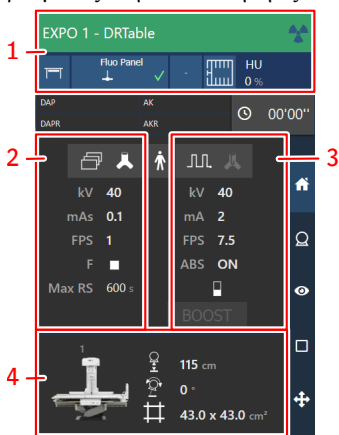 EXPO 1 - DRTable
1
Fluo Panel
-
HU
0 %
DAP
AK
00'00''
DAPR
AKR
2
3
kV 40
kV 40
mAs 0.1
mA 2
FPS 1
FPS 7.5
F
ABS ON
Max RS 600 s
BOOST
1
115 cm
4
0 °
43.0 x 43.0 cm²